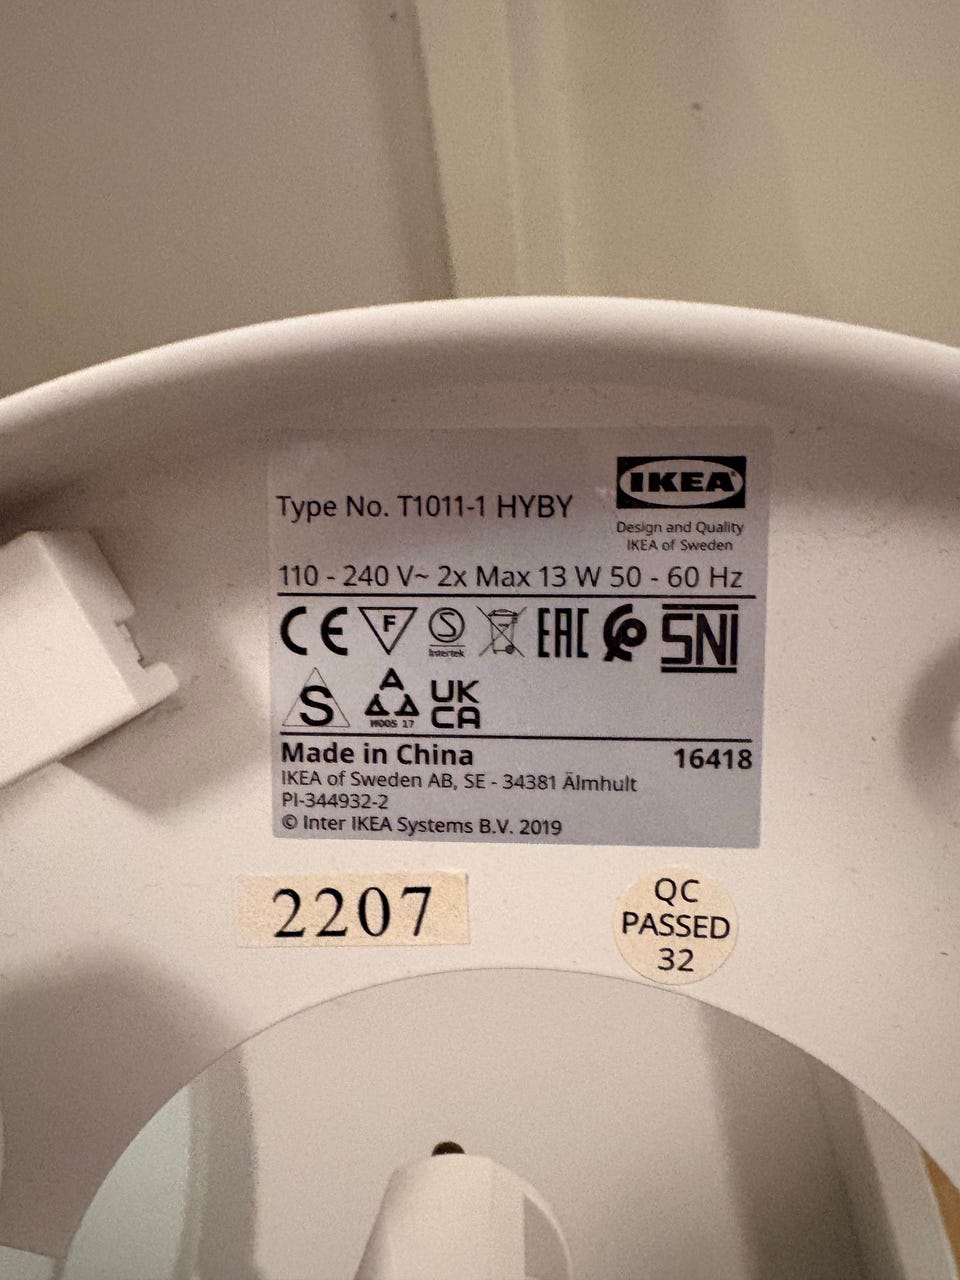 Type No. T1011-1 HYBY
IKEA
Design and Quality
IKEA of Sweden
110 - 240 V~ 2x Max 13 W 50 - 60 Hz
CE F S Intertek EAC SNI
S A W005 17 UK CA
Made in China 16418
IKEA of Sweden AB, SE - 34381 Älmhult
PI-344932-2
© Inter IKEA Systems B.V. 2019
2207
QC
PASSED
32